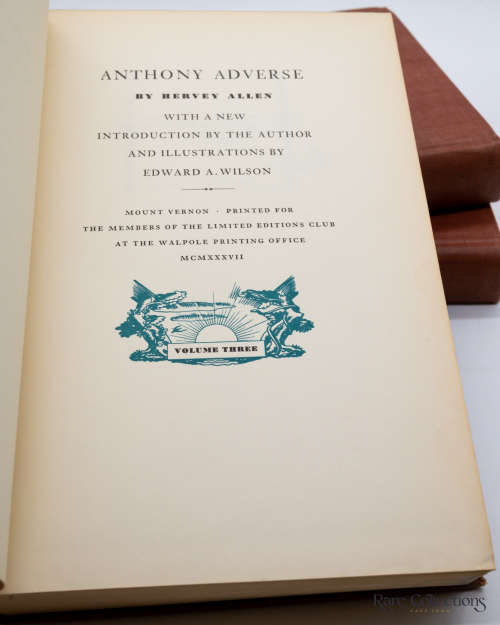 ANTHONY ADVERSE
BY HERVEY ALLEN
WITH A NEW
INTRODUCTION BY THE AUTHOR
AND ILLUSTRATIONS BY
EDWARD A. WILSON
MOUNT VERNON · PRINTED FOR
THE MEMBERS OF THE LIMITED EDITIONS CLUB
AT THE WALPOLE PRINTING OFFICE
MCMXXXVII
VOLUME THREE
Rare Collections